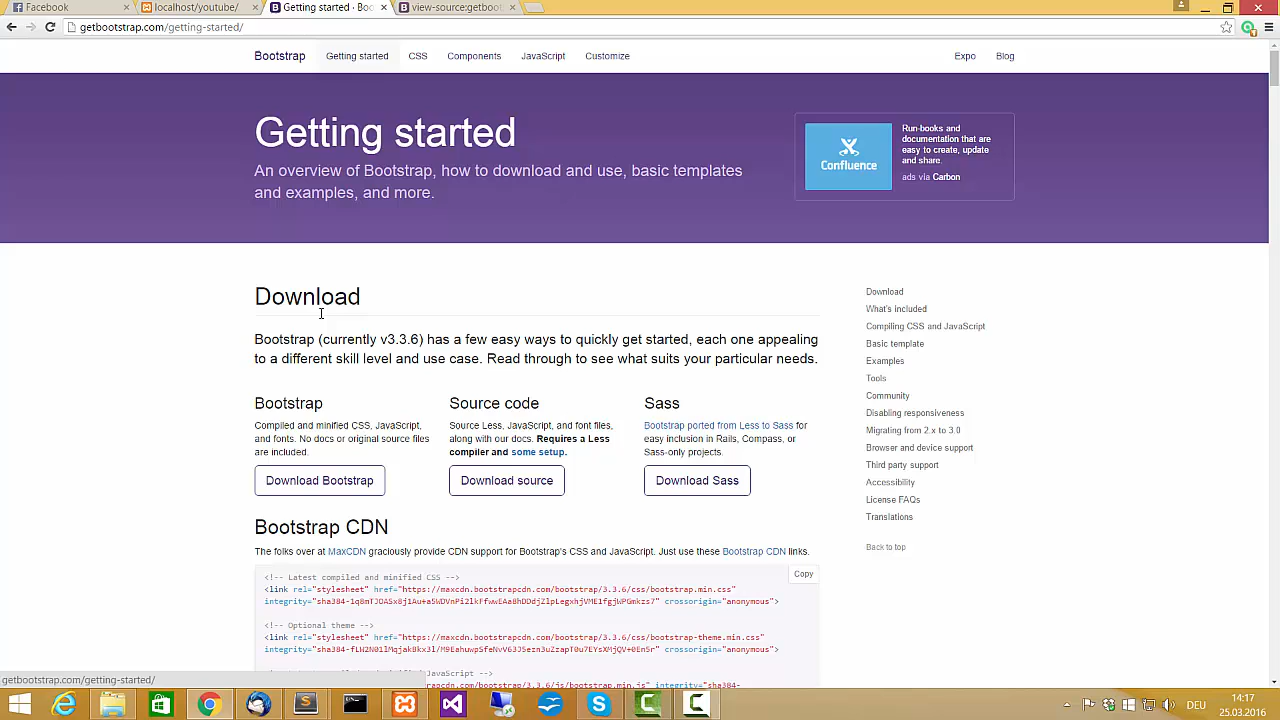 Facebook
localhost/youtube/
Getting started · Boo
view-source:getboot
getbootstrap.com/getting-started/
Bootstrap
Getting started
CSS
Components
JavaScript
Customize
Expo
Blog
Getting started
An overview of Bootstrap, how to download and use, basic templates
and examples, and more.
Confluence
Run-books and
documentation that are
easy to create, update
and share.
ads via Carbon
Download
Bootstrap (currently v3.3.6) has a few easy ways to quickly get started, each one appealing
to a different skill level and use case. Read through to see what suits your particular needs.
Bootstrap
Compiled and minified CSS, JavaScript,
and fonts. No docs or original source files
are included.
Download Bootstrap
Source code
Source Less, JavaScript, and font files,
along with our docs. Requires a Less
compiler and some setup.
Download source
Sass
Bootstrap ported from Less to Sass for
easy inclusion in Rails, Compass, or
Sass-only projects.
Download Sass
Bootstrap CDN
The folks over at MaxCDN graciously provide CDN support for Bootstrap's CSS and JavaScript. Just use these Bootstrap CDN links.
Copy
<!-- Latest compiled and minified CSS -->
<link rel="stylesheet" href="https://maxcdn.bootstrapcdn.com/bootstrap/3.3.6/css/bootstrap.min.css"
crossorigin="anonymous">
<!-- Optional theme -->
<link rel="stylesheet" href="https://maxcdn.bootstrapcdn.com/bootstrap/3.3.6/css/bootstrap-theme.min.css"
crossorigin="anonymous">
JavaScript -->
Download
What's included
Compiling CSS and JavaScript
Basic template
Examples
Tools
Community
Disabling responsiveness
Migrating from 2.x to 3.0
Browser and device support
Third party support
Accessibility
License FAQs
Translations
Back to top
getbootstrap.com/getting-started/
DEU
14:17
25.03.2016